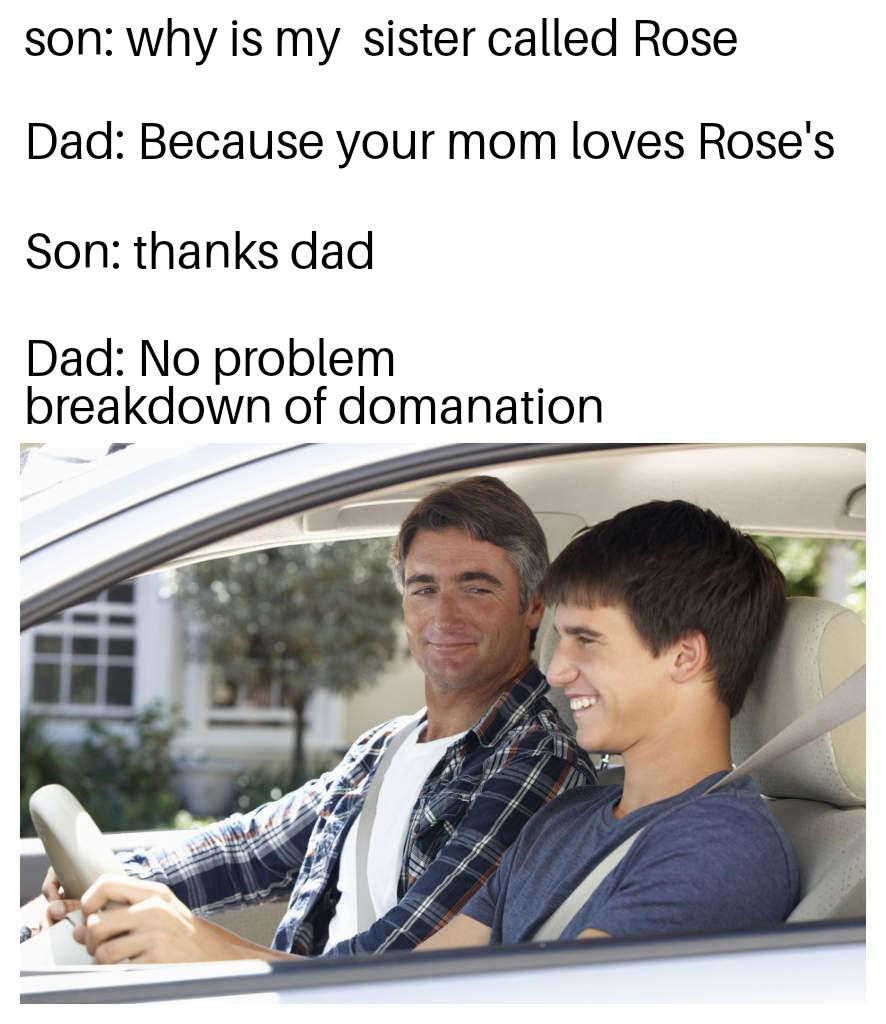 son: why is my  sister called Rose
Dad: Because your mom loves Rose's
Son: thanks dad
Dad: No problem
breakdown of domanation